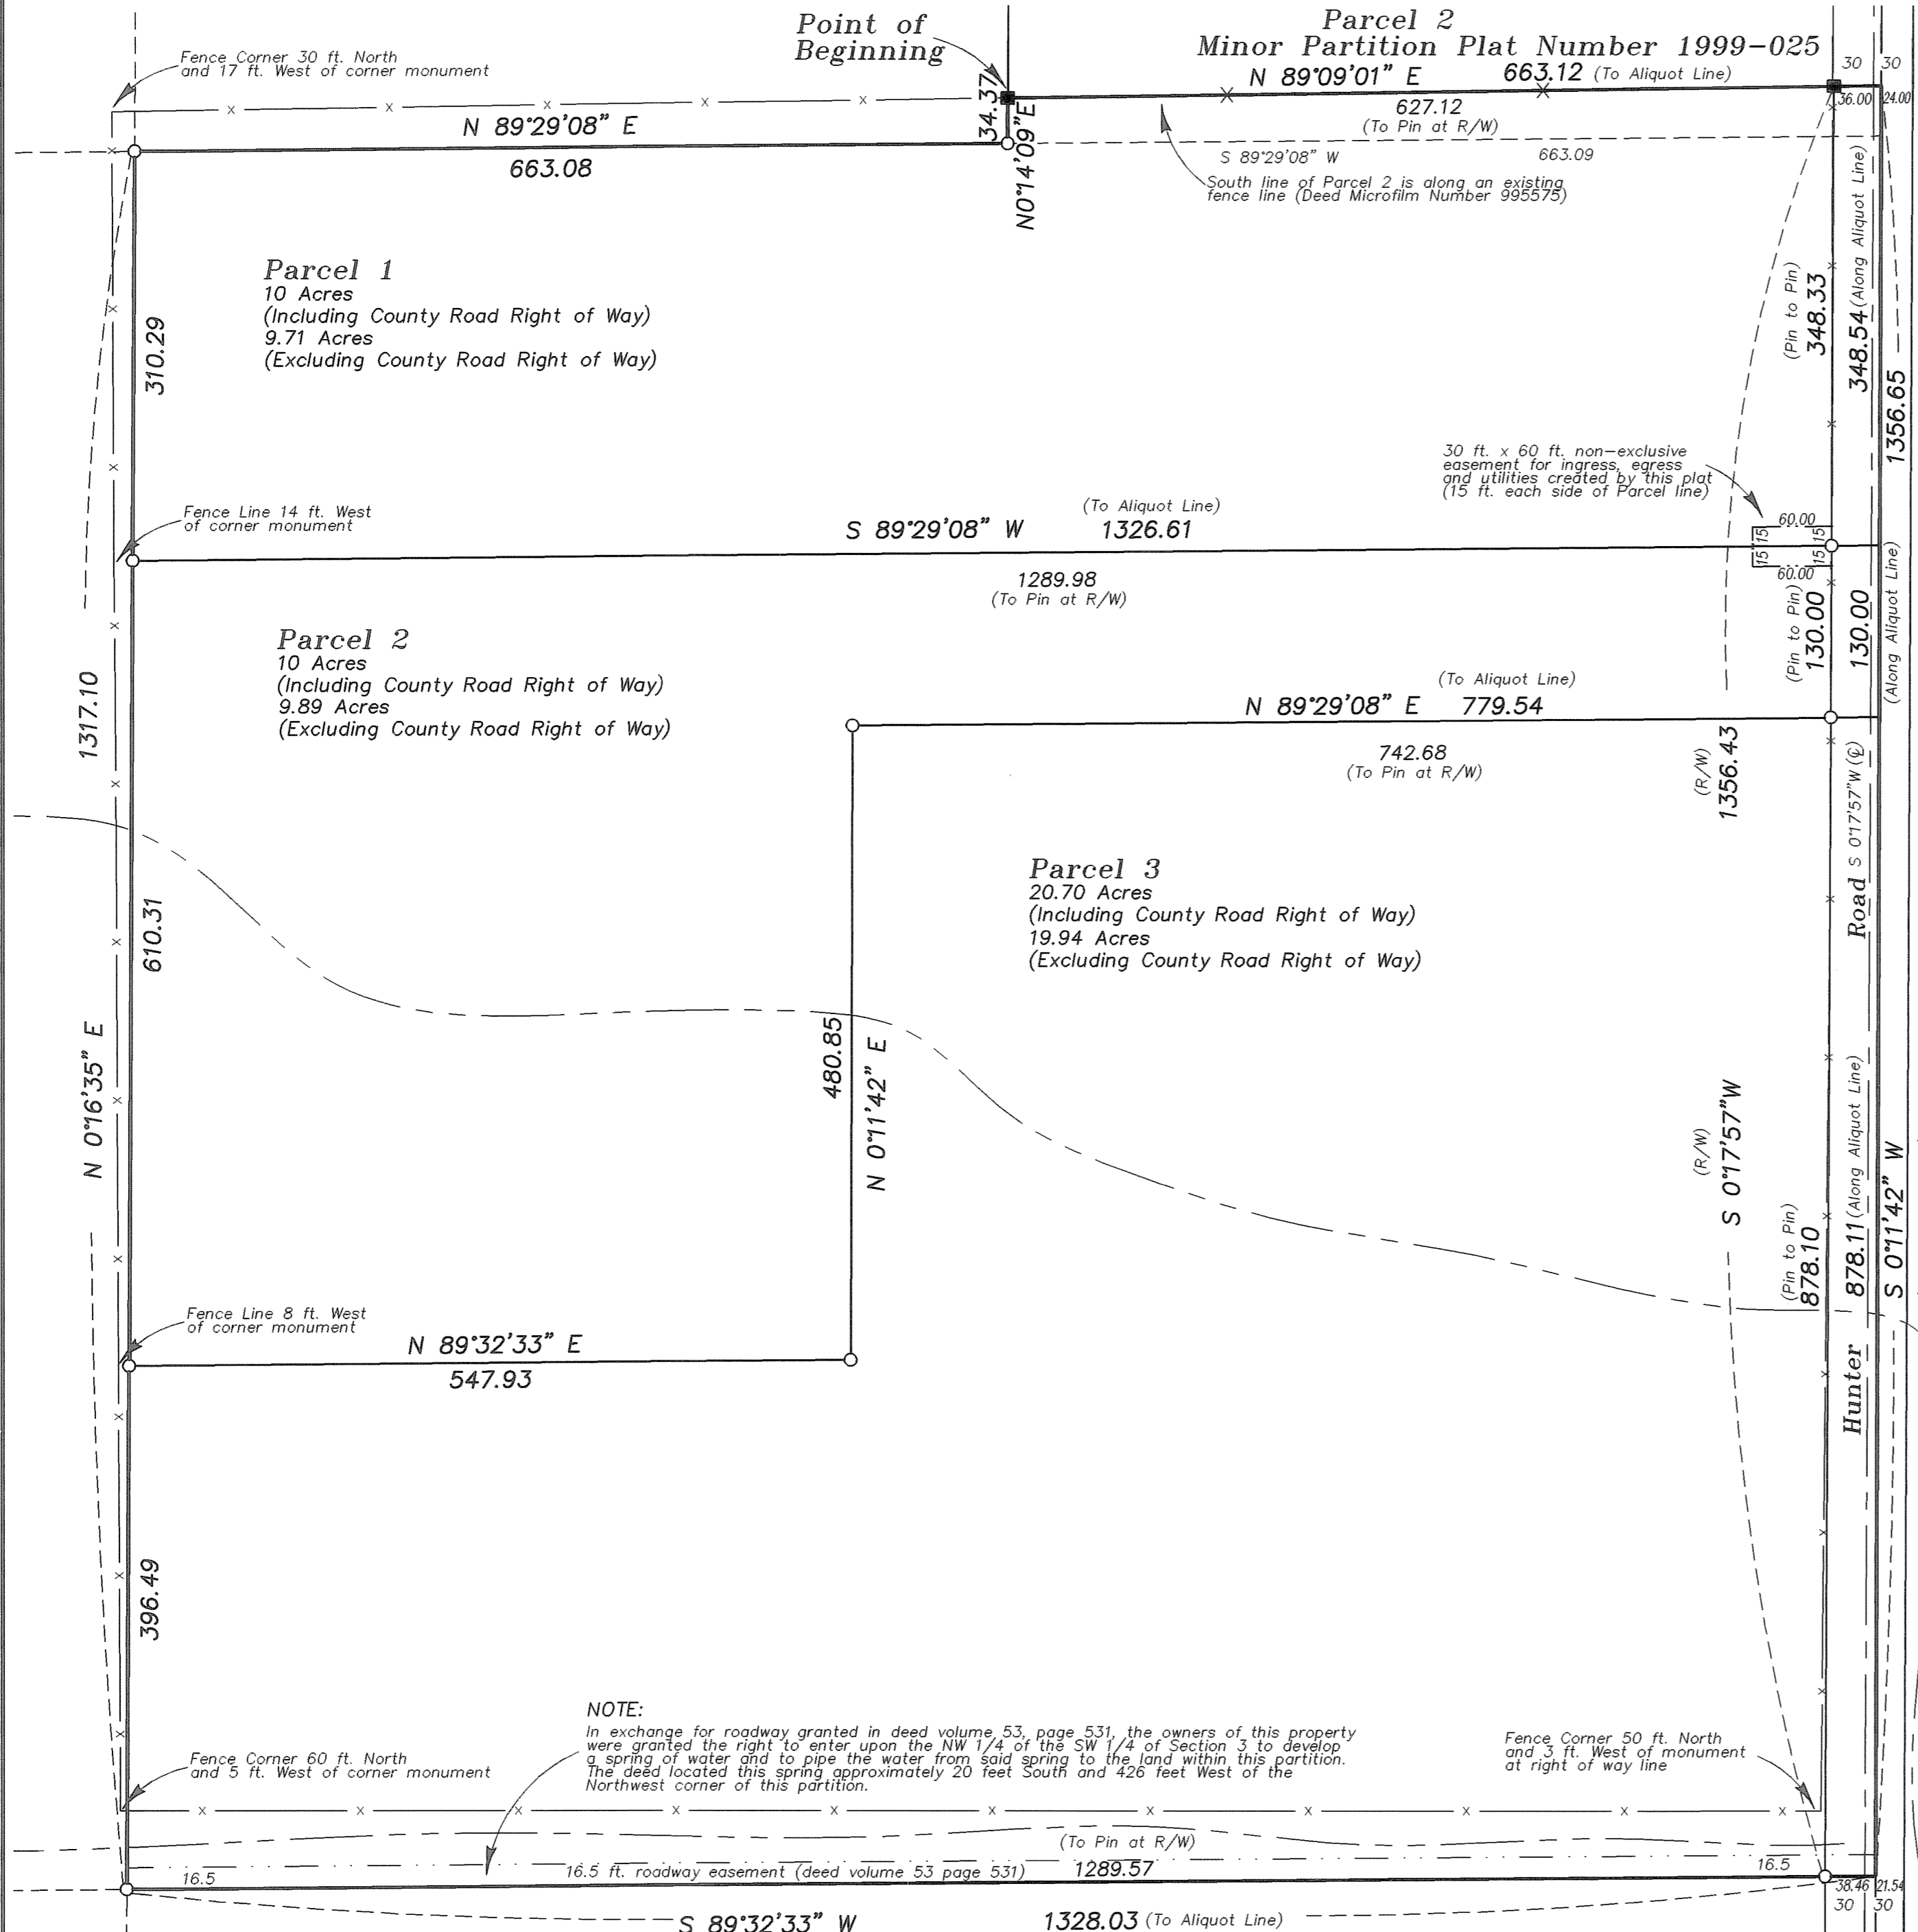 Point of
Beginning
Parcel 2
Minor Partition Plat Number 1999-025
Fence Corner 30 ft. North
and 17 ft. West of corner monument
N 89°09'01" E 663.12 (To Aliquot Line)
30 30
36.00 24.00
627.12
(To Pin at R/W)
34.37
N0°14'09"E
N 89°29'08" E
663.08
S 89°29'08" W 663.09
South line of Parcel 2 is along an existing
fence line (Deed Microfilm Number 995575)
Parcel 1
10 Acres
(Including County Road Right of Way)
9.71 Acres
(Excluding County Road Right of Way)
310.29
(Pin to Pin)
348.33
348.54 (Along Aliquot Line)
1356.65
(Along Aliquot Line)
30 ft. x 60 ft. non-exclusive
easement for ingress, egress
and utilities created by this plat
(15 ft. each side of Parcel line)
Fence Line 14 ft. West
of corner monument
(To Aliquot Line)
S 89°29'08" W 1326.61
1289.98
(To Pin at R/W)
60.00
15 15
15 15
60.00
(Pin to Pin)
130.00
130.00
Parcel 2
10 Acres
(Including County Road Right of Way)
9.89 Acres
(Excluding County Road Right of Way)
1317.10
(To Aliquot Line)
N 89°29'08" E 779.54
742.68
(To Pin at R/W)
(R/W)
1356.43
Road S 0°17'57"W (℄)
Parcel 3
20.70 Acres
(Including County Road Right of Way)
19.94 Acres
(Excluding County Road Right of Way)
610.31
N 0°16'35" E
480.85
N 0°11'42" E
(R/W)
S 0°17'57"W
(Pin to Pin)
878.10
878.11 (Along Aliquot Line)
S 0°11'42" W
Hunter
Fence Line 8 ft. West
of corner monument
N 89°32'33" E
547.93
396.49
NOTE:
In exchange for roadway granted in deed volume 53, page 531, the owners of this property
were granted the right to enter upon the NW 1/4 of the SW 1/4 of Section 3 to develop
a spring of water and to pipe the water from said spring to the land within this partition.
The deed located this spring approximately 20 feet South and 426 feet West of the
Northwest corner of this partition.
Fence Corner 60 ft. North
and 5 ft. West of corner monument
Fence Corner 50 ft. North
and 3 ft. West of monument
at right of way line
(To Pin at R/W)
16.5 16.5 ft. roadway easement (deed volume 53 page 531) 1289.57 16.5
38.46 21.54
30 30
S 89°32'33" W 1328.03 (To Aliquot Line)